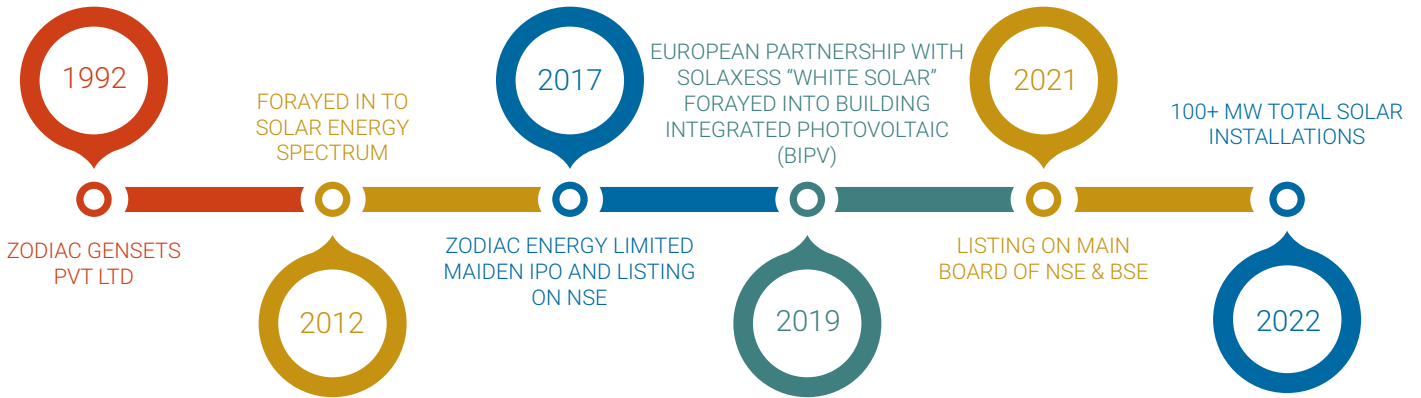 1992
ZODIAC GENSETS
PVT LTD
FORAYED IN TO
SOLAR ENERGY
SPECTRUM
2012
2017
ZODIAC ENERGY LIMITED
MAIDEN IPO AND LISTING
ON NSE
EUROPEAN PARTNERSHIP WITH
SOLAXESS “WHITE SOLAR”
FORAYED INTO BUILDING
INTEGRATED PHOTOVOLTAIC
(BIPV)
2019
2021
LISTING ON MAIN
BOARD OF NSE & BSE
100+ MW TOTAL SOLAR
INSTALLATIONS
2022